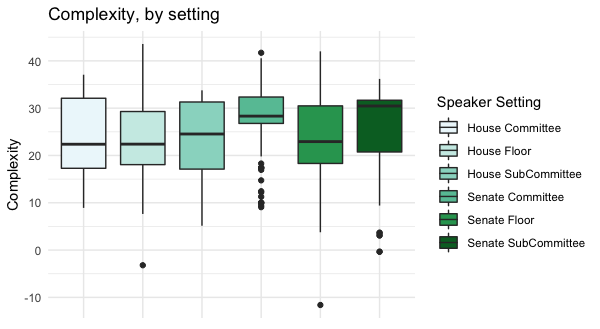 Complexity, by setting
Complexity
40
30
20
10
0
-10
Speaker Setting
House Committee
House Floor
House SubCommittee
Senate Committee
Senate Floor
Senate SubCommittee